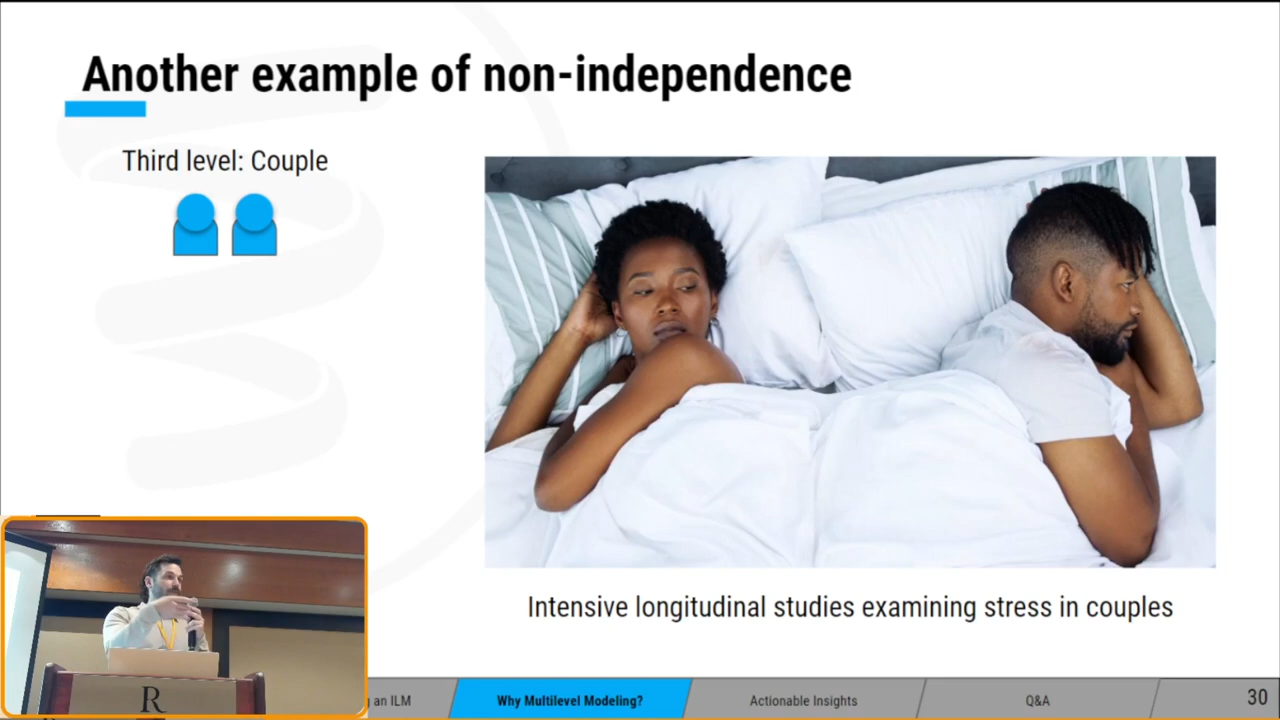 Another example of non-independence
Third level: Couple
Intensive longitudinal studies examining stress in couples
R
g an ILM
Why Multilevel Modeling?
Actionable Insights
Q&A
30